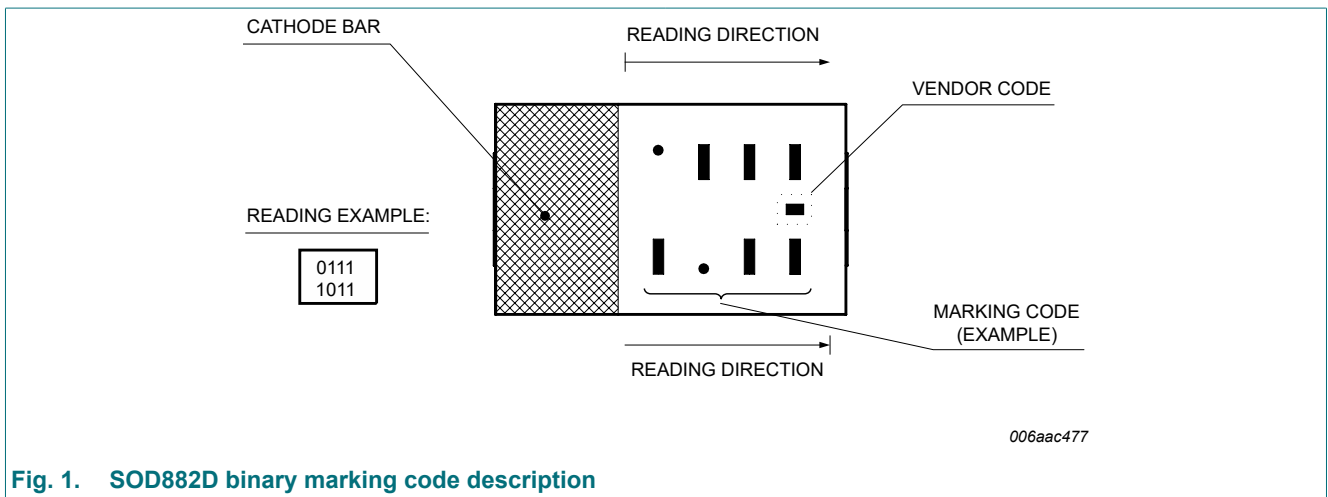 CATHODE BAR
READING DIRECTION
VENDOR CODE
READING EXAMPLE:
0111
1011
MARKING CODE
(EXAMPLE)
READING DIRECTION
006aac477
Fig. 1. SOD882D binary marking code description